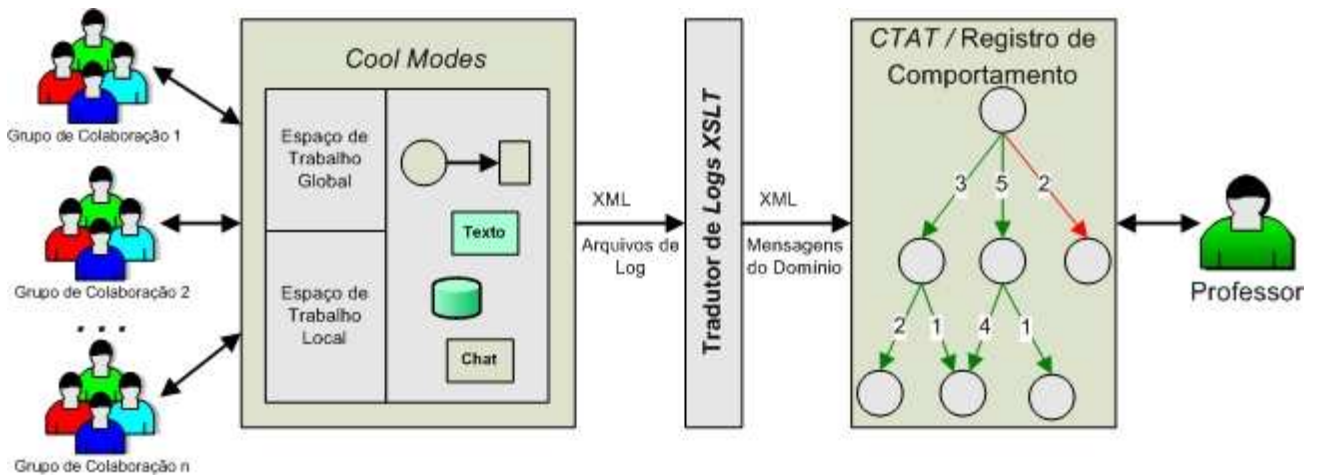 Grupo de Colaboração 1
Grupo de Colaboração 2
...
Grupo de Colaboração n
Cool Modes
Espaço de
Trabalho
Global
Espaço de
Trabalho
Local
Texto
Chat
XML
Arquivos de
Log
Tradutor de Logs XSLT
XML
Mensagens
do Domínio
CTAT / Registro de
Comportamento
3 5 2
2 1 4 1
Professor